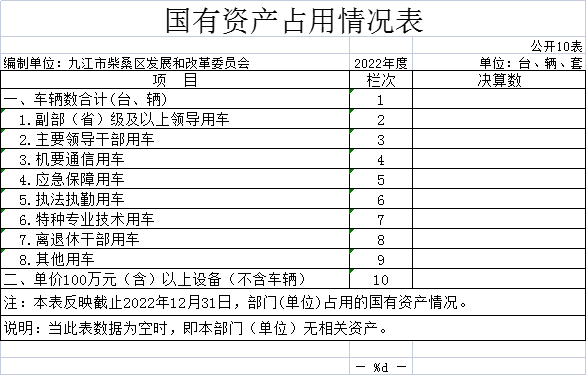 国有资产占用情况表
公开10表
编制单位：九江市柴桑区发展和改革委员会 2022年度 单位：台、辆、套
项 目 栏次 决算数
一、车辆数合计(台、辆) 1
1.副部（省）级及以上领导用车 2
2.主要领导干部用车 3
3.机要通信用车 4
4.应急保障用车 5
5.执法执勤用车 6
6.特种专业技术用车 7
7.离退休干部用车 8
8.其他用车 9
二、单价100万元（含）以上设备（不含车辆） 10
注：本表反映截止2022年12月31日，部门(单位)占用的国有资产情况。
说明：当此表数据为空时，即本部门（单位）无相关资产。
— %d —